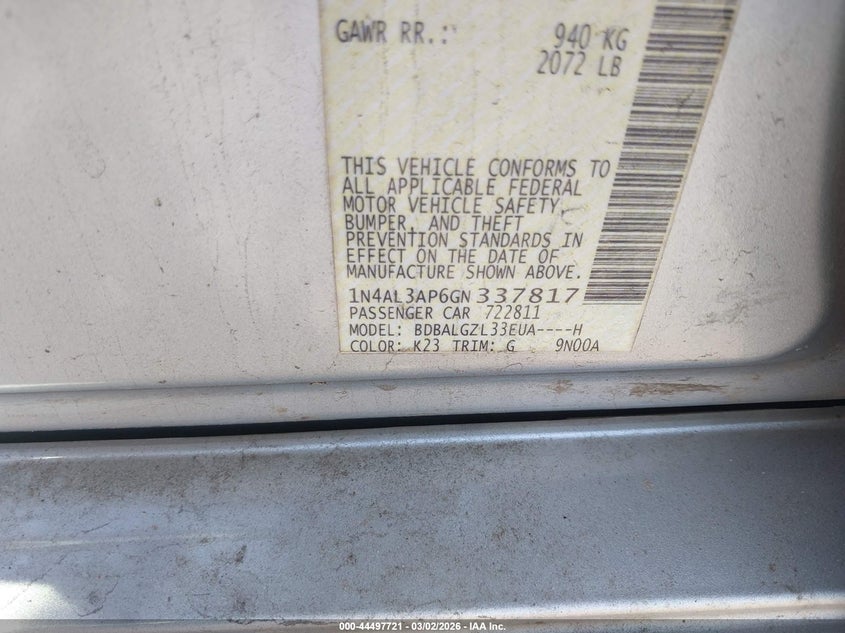 GAWR RR.: 940 KG
2072 LB
THIS VEHICLE CONFORMS TO
ALL APPLICABLE FEDERAL
MOTOR VEHICLE SAFETY,
BUMPER, AND THEFT
PREVENTION STANDARDS IN
EFFECT ON THE DATE OF
MANUFACTURE SHOWN ABOVE.
1N4AL3AP6GN337817
PASSENGER CAR 722811
MODEL: BDBALGZL33EUA----H
COLOR: K23 TRIM: G 9N00A
000-44497721 - 03/02/2026 - IAA Inc.